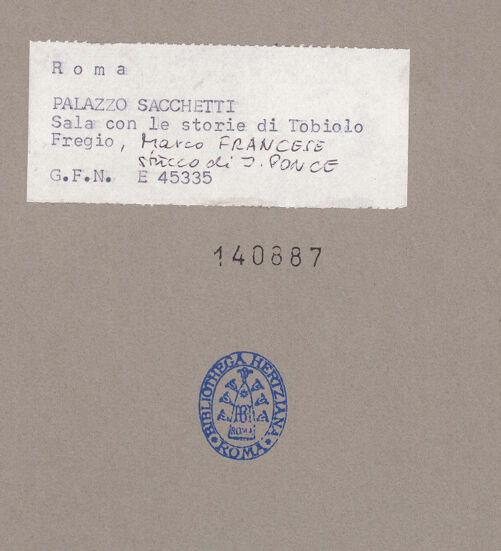 R o m a
PALAZZO SACCHETTI
Sala con le storie di Tobiolo
Fregio, Marco FRANCESE
stucco di J. PONCE
G.F.N. E 45335
140887
BIBLIOTHECA HERTZIANA
ROMA
ROMA